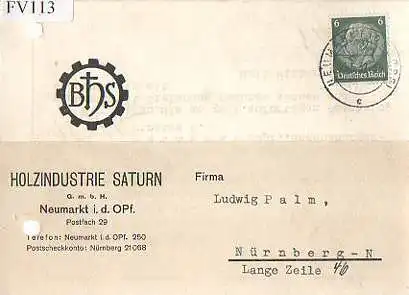 FV113
BhS
6 6
Deutsches Reich
c
HOLZINDUSTRIE SATURN
G. m. b. H.
Neumarkt i. d. OPf.
Postfach 29
Telefon: Neumarkt i. d. OPf. 250
Postscheckkonto: Nürnberg 21068
Firma
Ludwig Palm,
Nürnberg-N
Lange Zeile 46